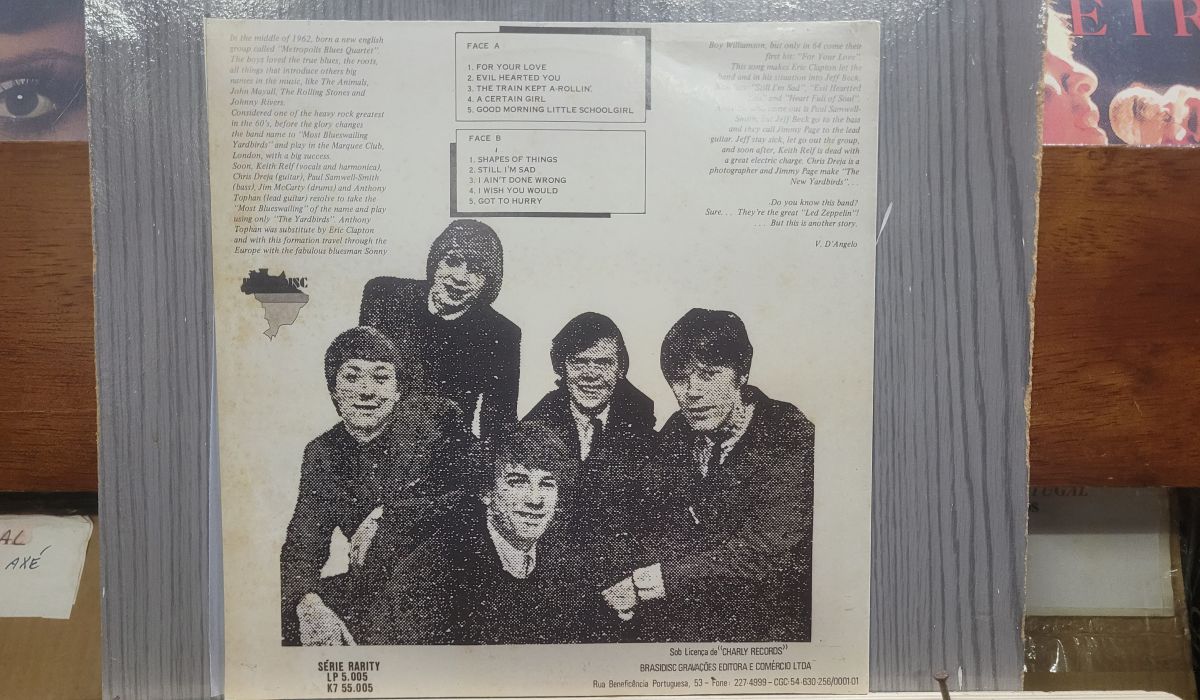 In the middle of 1962, born a new english
group called "Metropolis Blues Quartet".
The boys loved the true blues, the roots,
all things that introduce others big
names in the music, like The Animals,
John Mayall, The Rolling Stones and
Johnny Rivers.
Considered one of the heavy rock greatest
in the 60's, before the glory changes
the band name to "Most Blueswailing
Yardbirds" and play in the Marquee Club,
London, with a big success.
Soon, Keith Relf (vocals and harmonica),
Chris Dreja (guitar), Paul Samwell-Smith
(bass), Jim McCarty (drums) and Anthony
Tophan (lead guitar) resolve to take the
"Most Blueswailing" of the name and play
using only "The Yardbirds". Anthony
Tophan was substitute by Eric Clapton
and with this formation travel through the
Europe with the fabulous bluesman Sonny
FACE A
1. FOR YOUR LOVE
2. EVIL HEARTED YOU
3. THE TRAIN KEPT A-ROLLIN'
4. A CERTAIN GIRL
5. GOOD MORNING LITTLE SCHOOLGIRL
FACE B
1. SHAPES OF THINGS
2. STILL I'M SAD
3. I AIN'T DONE WRONG
4. I WISH YOU WOULD
5. GOT TO HURRY
Boy Williamson, but only in 64 come their
first hit: "For Your Love".
This song makes Eric Clapton let the
band and in his situation into Jeff Beck.
"Still I'm Sad", "Evil Heartted
and "Heart Full of Soul".
out is Paul Samwell-
Smith, but Jeff Beck go to the bass
and they call Jimmy Page to the lead
guitar. Jeff stay sick, let go out the group,
and soon after, Keith Relf is dead with
a great electric charge. Chris Dreja is a
photographer and Jimmy Page make "The
New Yardbirds"...
Do you know this band?
Sure... They're the great "Led Zeppelin"!
... But this is another story.
V. D'Angelo
SÉRIE RARITY
LP 5.005
K7 55.005
Sob Licença de "CHARLY RECORDS"
BRASIDISC GRAVAÇÕES EDITORA E COMÉRCIO LTDA
Rua Beneficência Portuguesa, 53 - Fone: 227-4999 - CGC-54-630-256/0001-01
EIR
AL
AXÉ
TUGAL